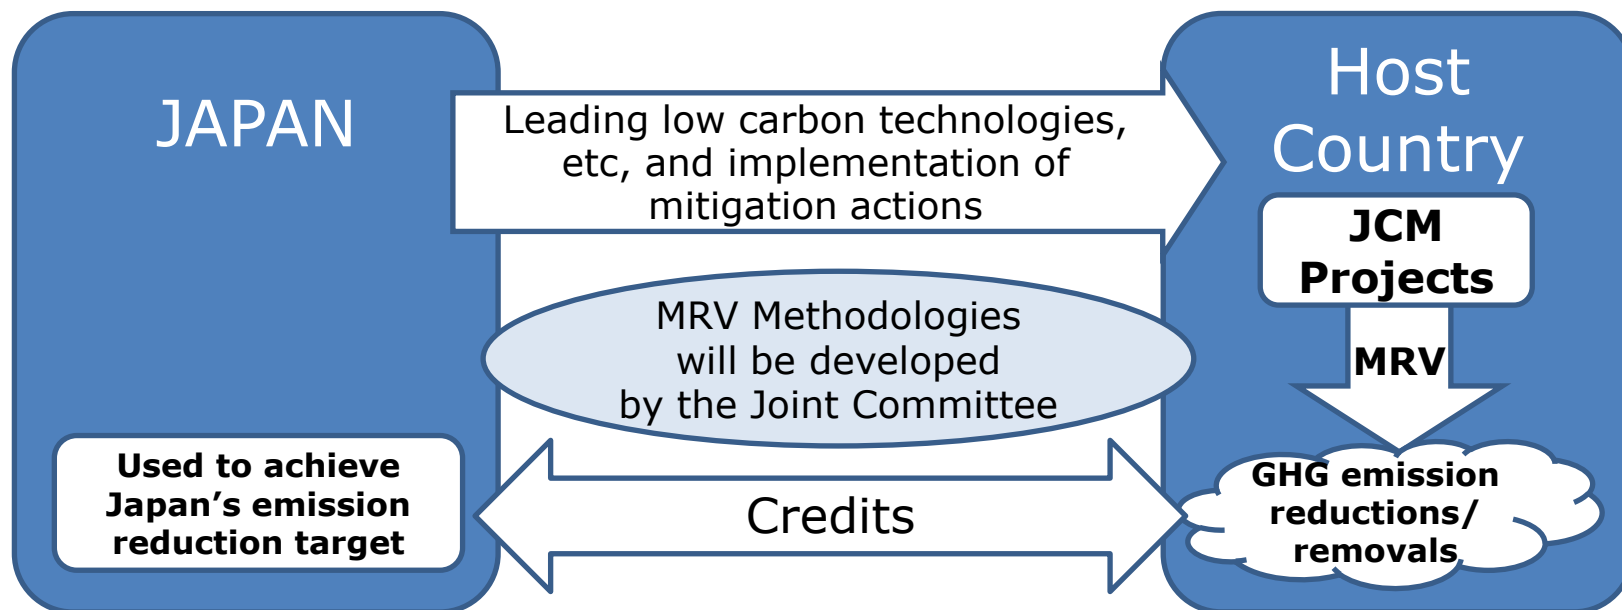 JAPAN
Leading low carbon technologies,
etc, and implementation of
mitigation actions
Host
Country
JCM
Projects
MRV Methodologies
will be developed
by the Joint Committee
MRV
Used to achieve
Japan’s emission
reduction target
Credits
GHG emission
reductions/
removals